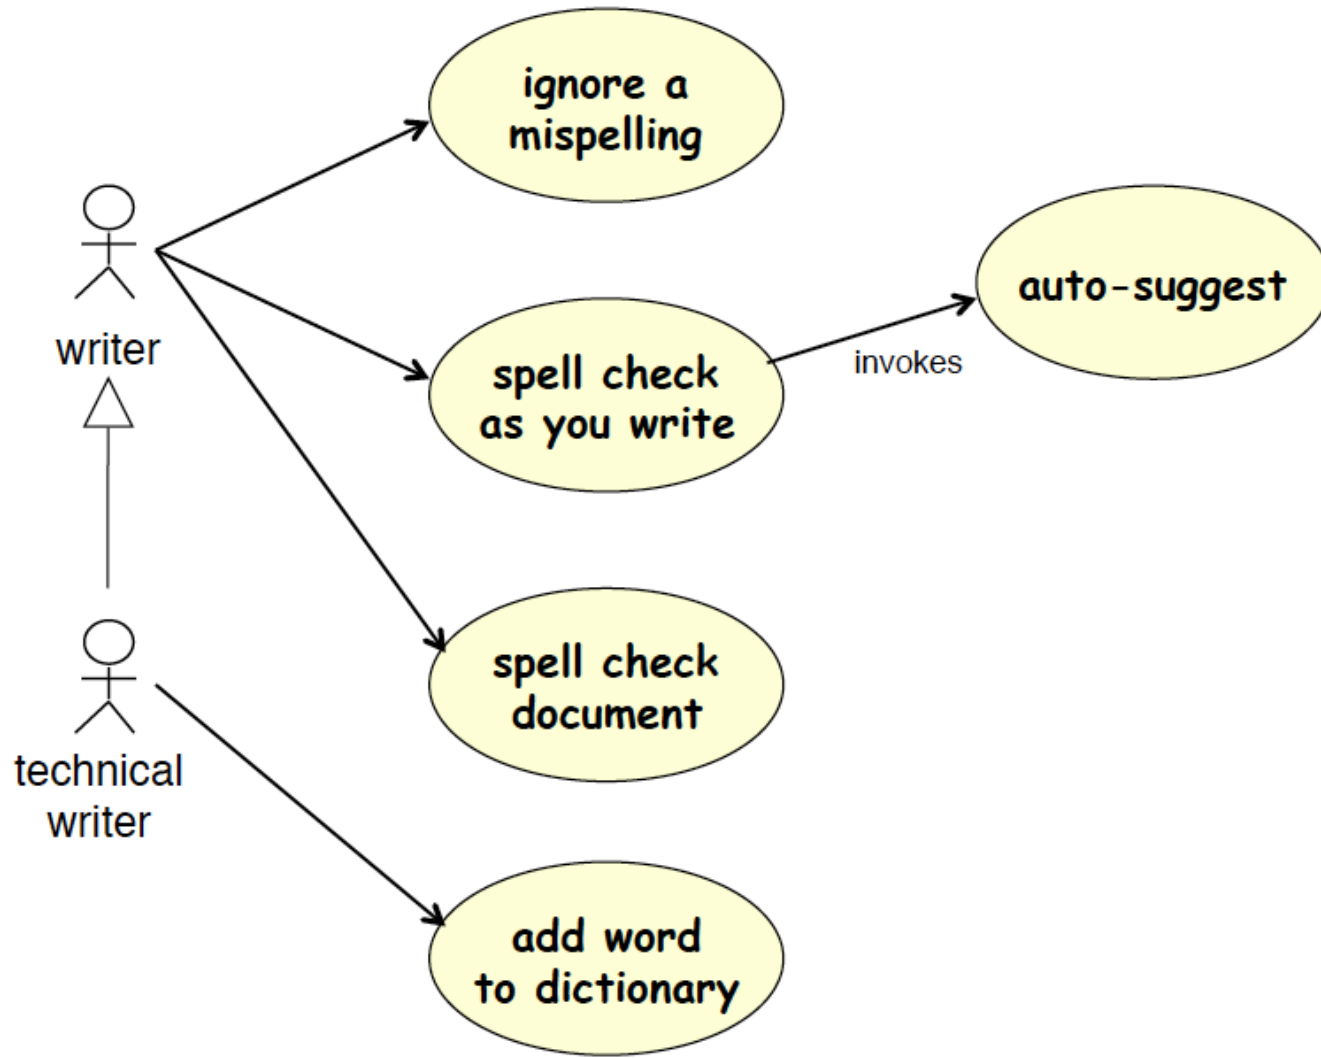 ignore a
mispelling
writer
spell check
as you write
invokes
auto-suggest
spell check
document
technical
writer
add word
to dictionary